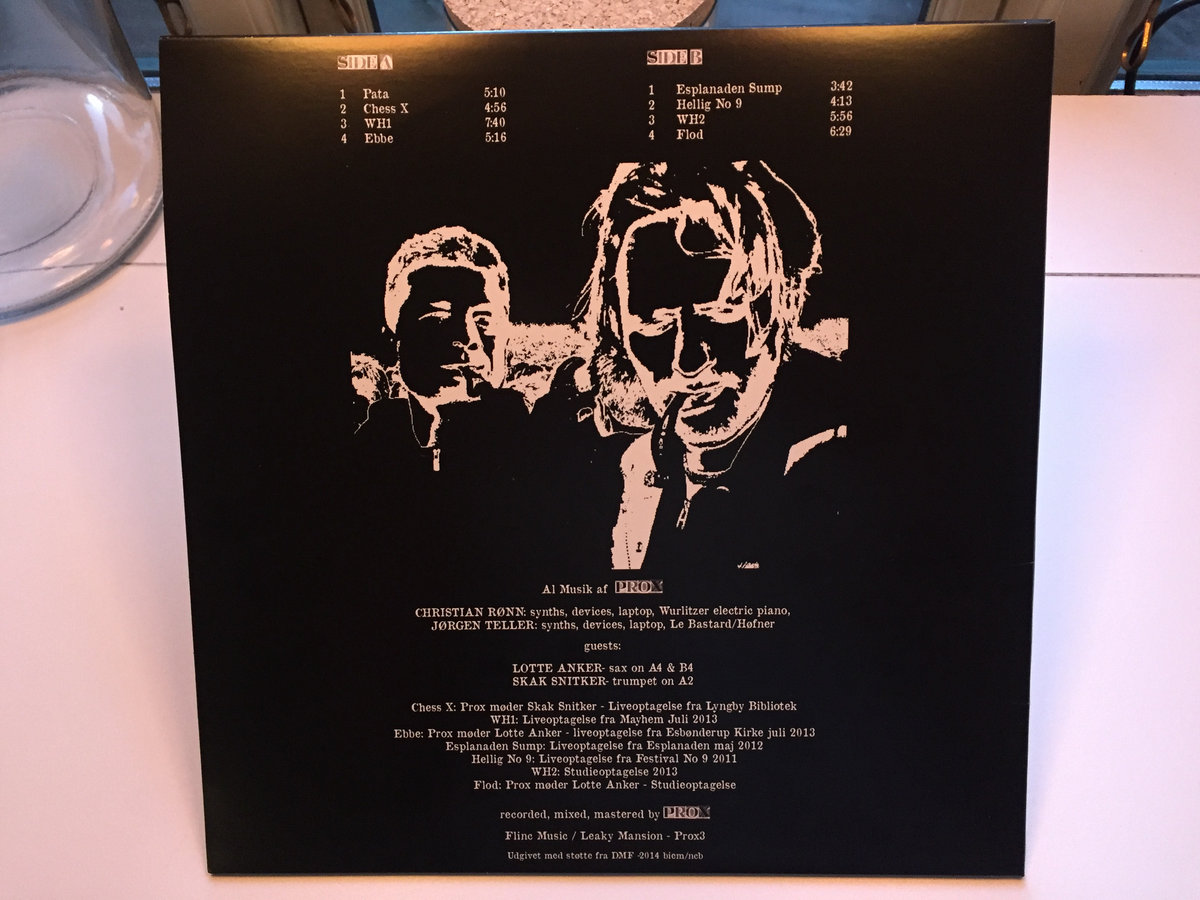 SIDE A
1 Pata 5:10
2 Chess X 4:56
3 WH1 7:40
4 Ebbe 5:16
SIDE B
1 Esplanaden Sump 3:42
2 Hellig No 9 4:13
3 WH2 5:56
4 Flod 6:29
Al Musik af PROX
CHRISTIAN RØNN: synths, devices, laptop, Wurlitzer electric piano,
JØRGEN TELLER: synths, devices, laptop, Le Bastard/Høfner
guests:
LOTTE ANKER- sax on A4 & B4
SKAK SNITKER- trumpet on A2
Chess X: Prox møder Skak Snitker - Liveoptagelse fra Lyngby Bibliotek
WH1: Liveoptagelse fra Mayhem Juli 2013
Ebbe: Prox møder Lotte Anker - liveoptagelse fra Esbønderup Kirke juli 2013
Esplanaden Sump: Liveoptagelse fra Esplanaden maj 2012
Hellig No 9: Liveoptagelse fra Festival No 9 2011
WH2: Studieoptagelse 2013
Flod: Prox møder Lotte Anker - Studieoptagelse
recorded, mixed, mastered by PROX
Flinc Music / Leaky Mansion - Prox3
Udgivet med støtte fra DMF -2014 biem/ncb